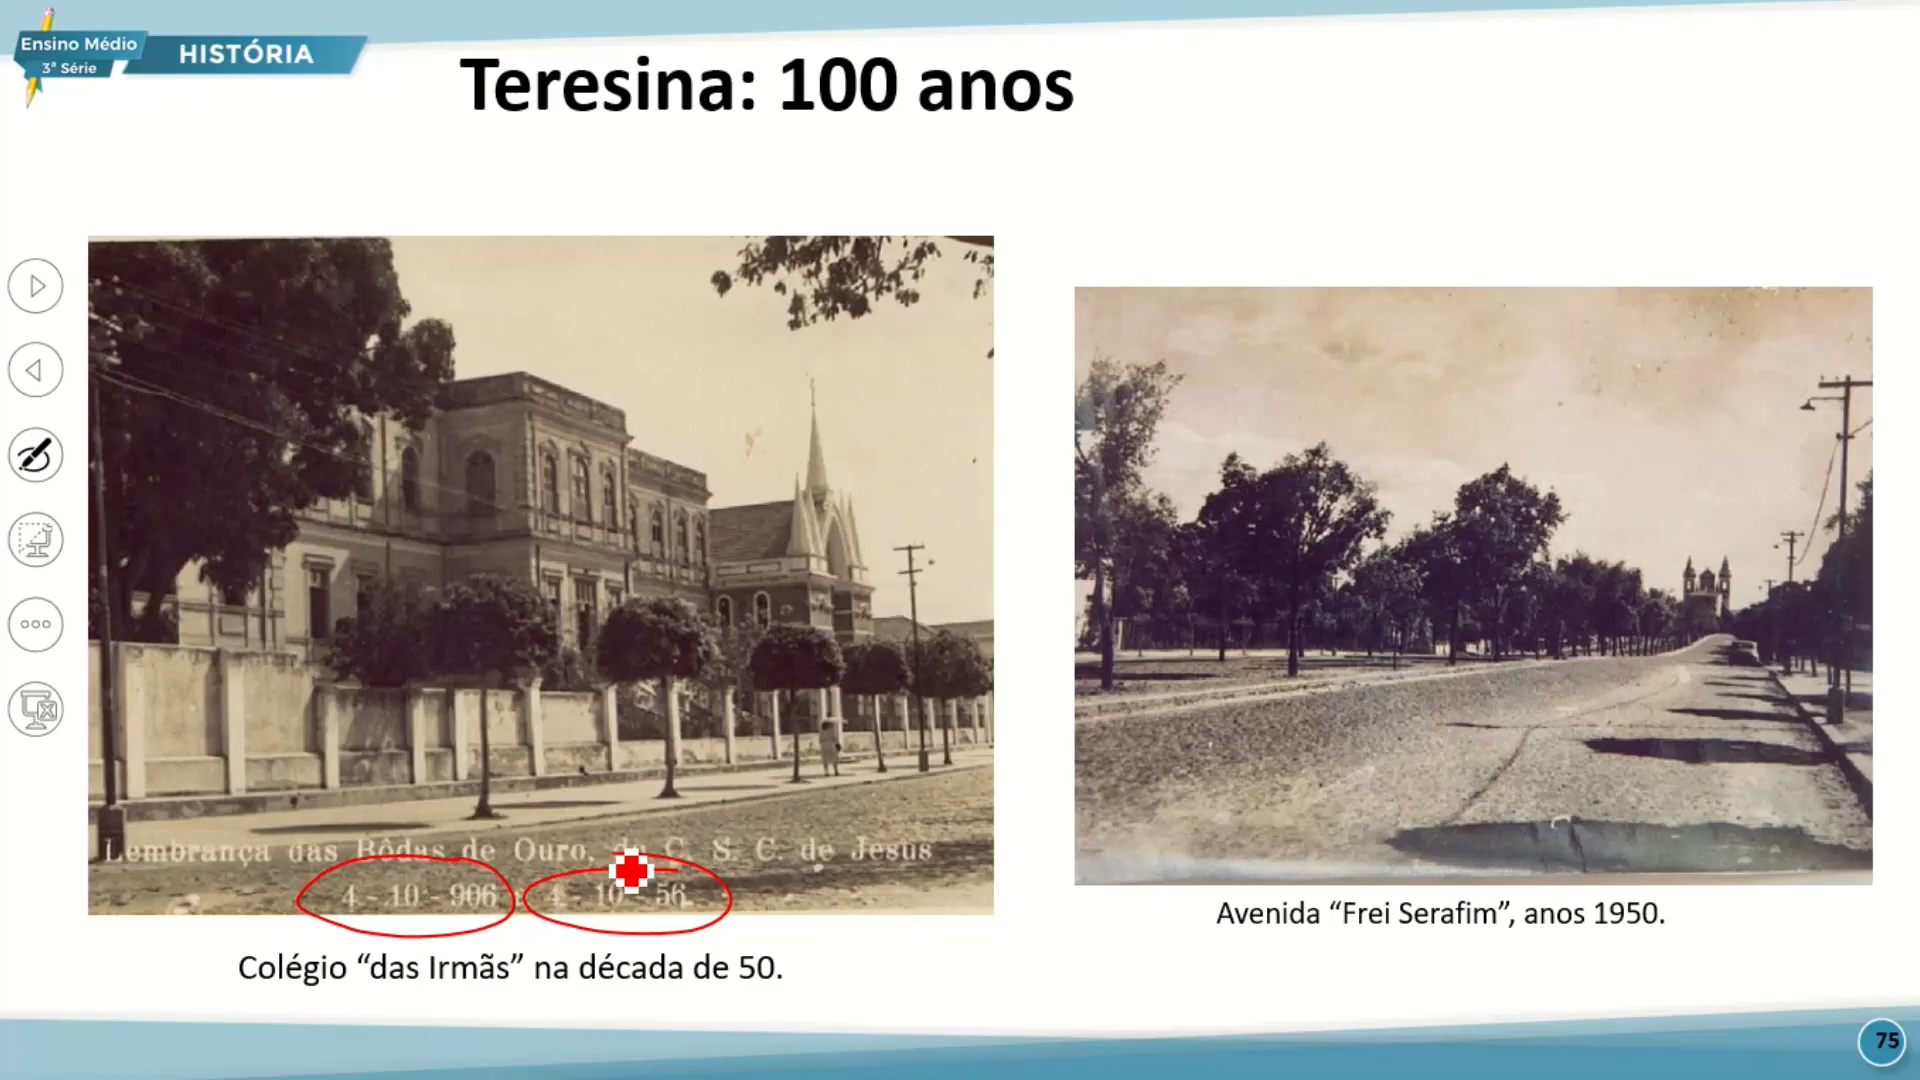 Ensino Médio
3ª Série
HISTÓRIA
Teresina: 100 anos
Lembrança das Bôdas de Ouro, do C. S. C. de Jesus
4 - 10 - 906 : 4 - 10 - 56
Colégio “das Irmãs” na década de 50.
Avenida “Frei Serafim”, anos 1950.
75